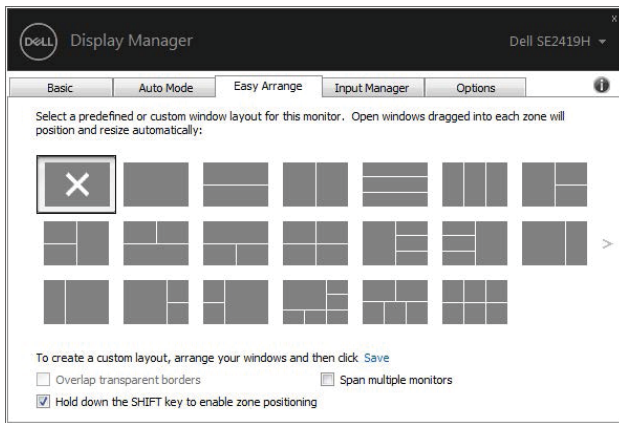 x
DELL Display Manager Dell SE2419H
Basic Auto Mode Easy Arrange Input Manager Options i
Select a predefined or custom window layout for this monitor. Open windows dragged into each zone will
position and resize automatically:
>
To create a custom layout, arrange your windows and then click Save
Overlap transparent borders Span multiple monitors
Hold down the SHIFT key to enable zone positioning